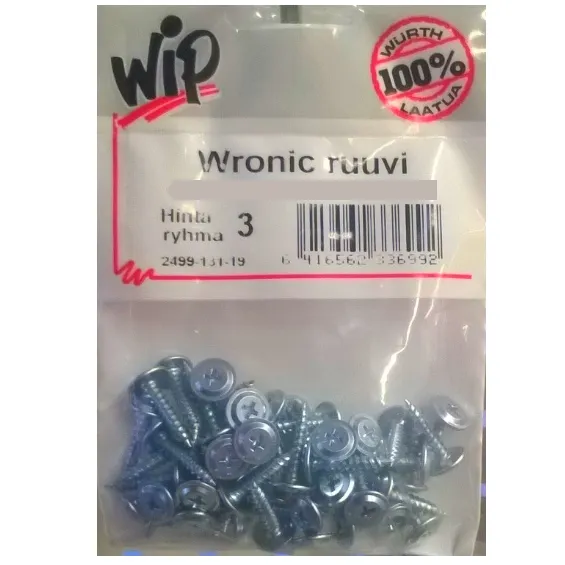 wip
WÜRTH
100%
LAATUA
Wronic ruuvi
Hinta
ryhmä 3
2499-131-19
6 416562 336992